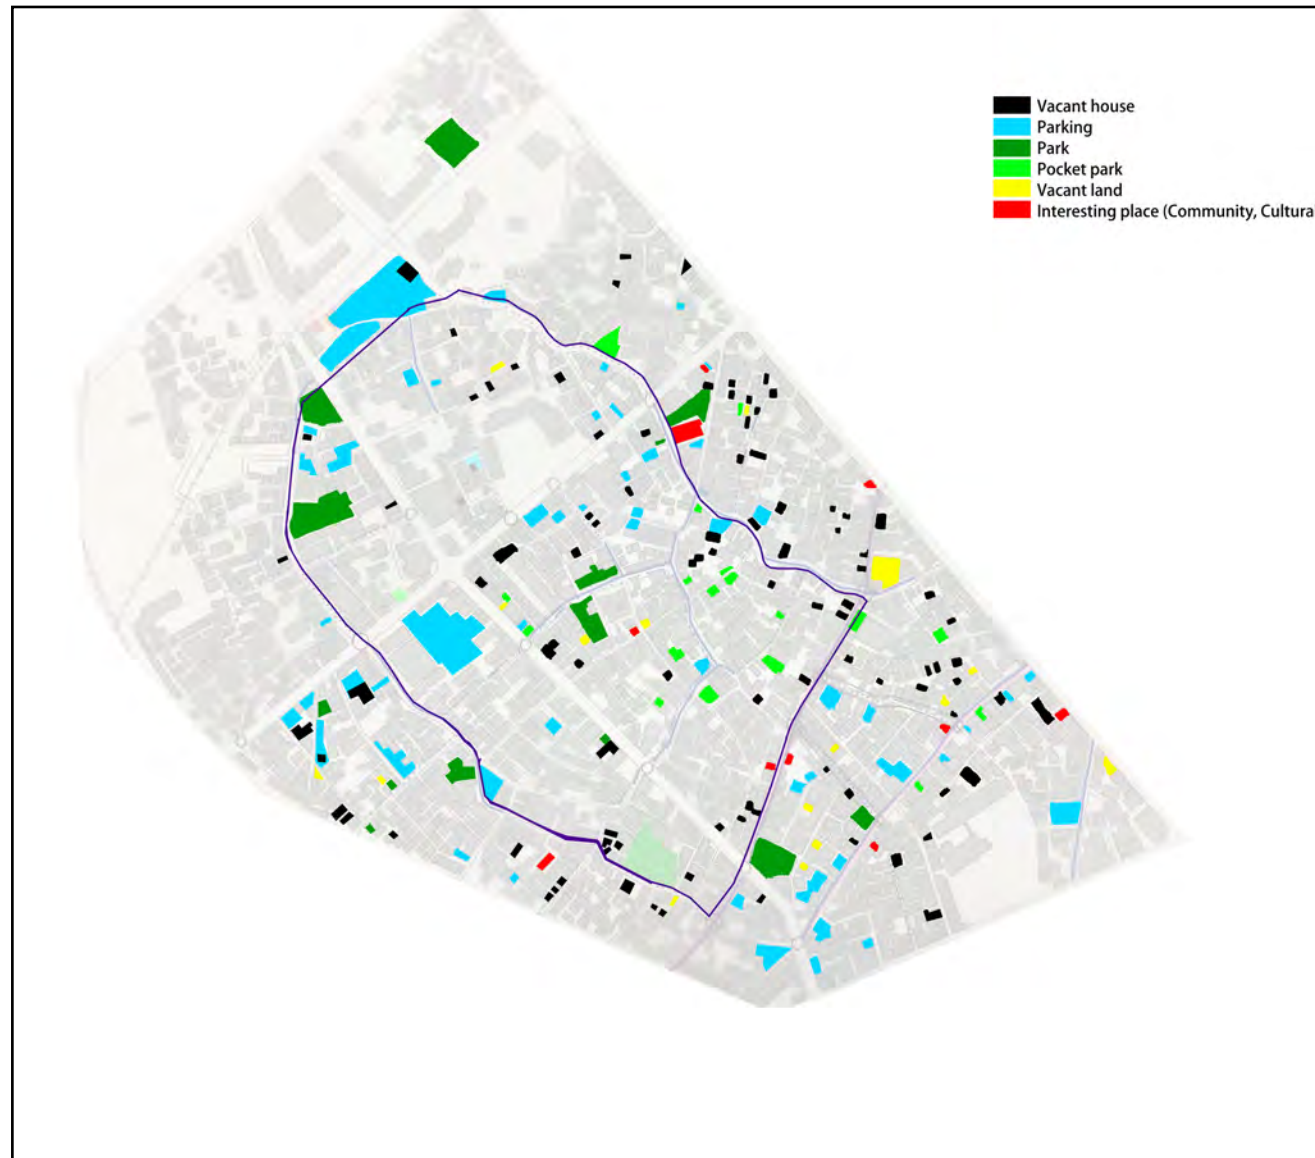 Vacant house
Parking
Park
Pocket park
Vacant land
Interesting place (Community, Cultura